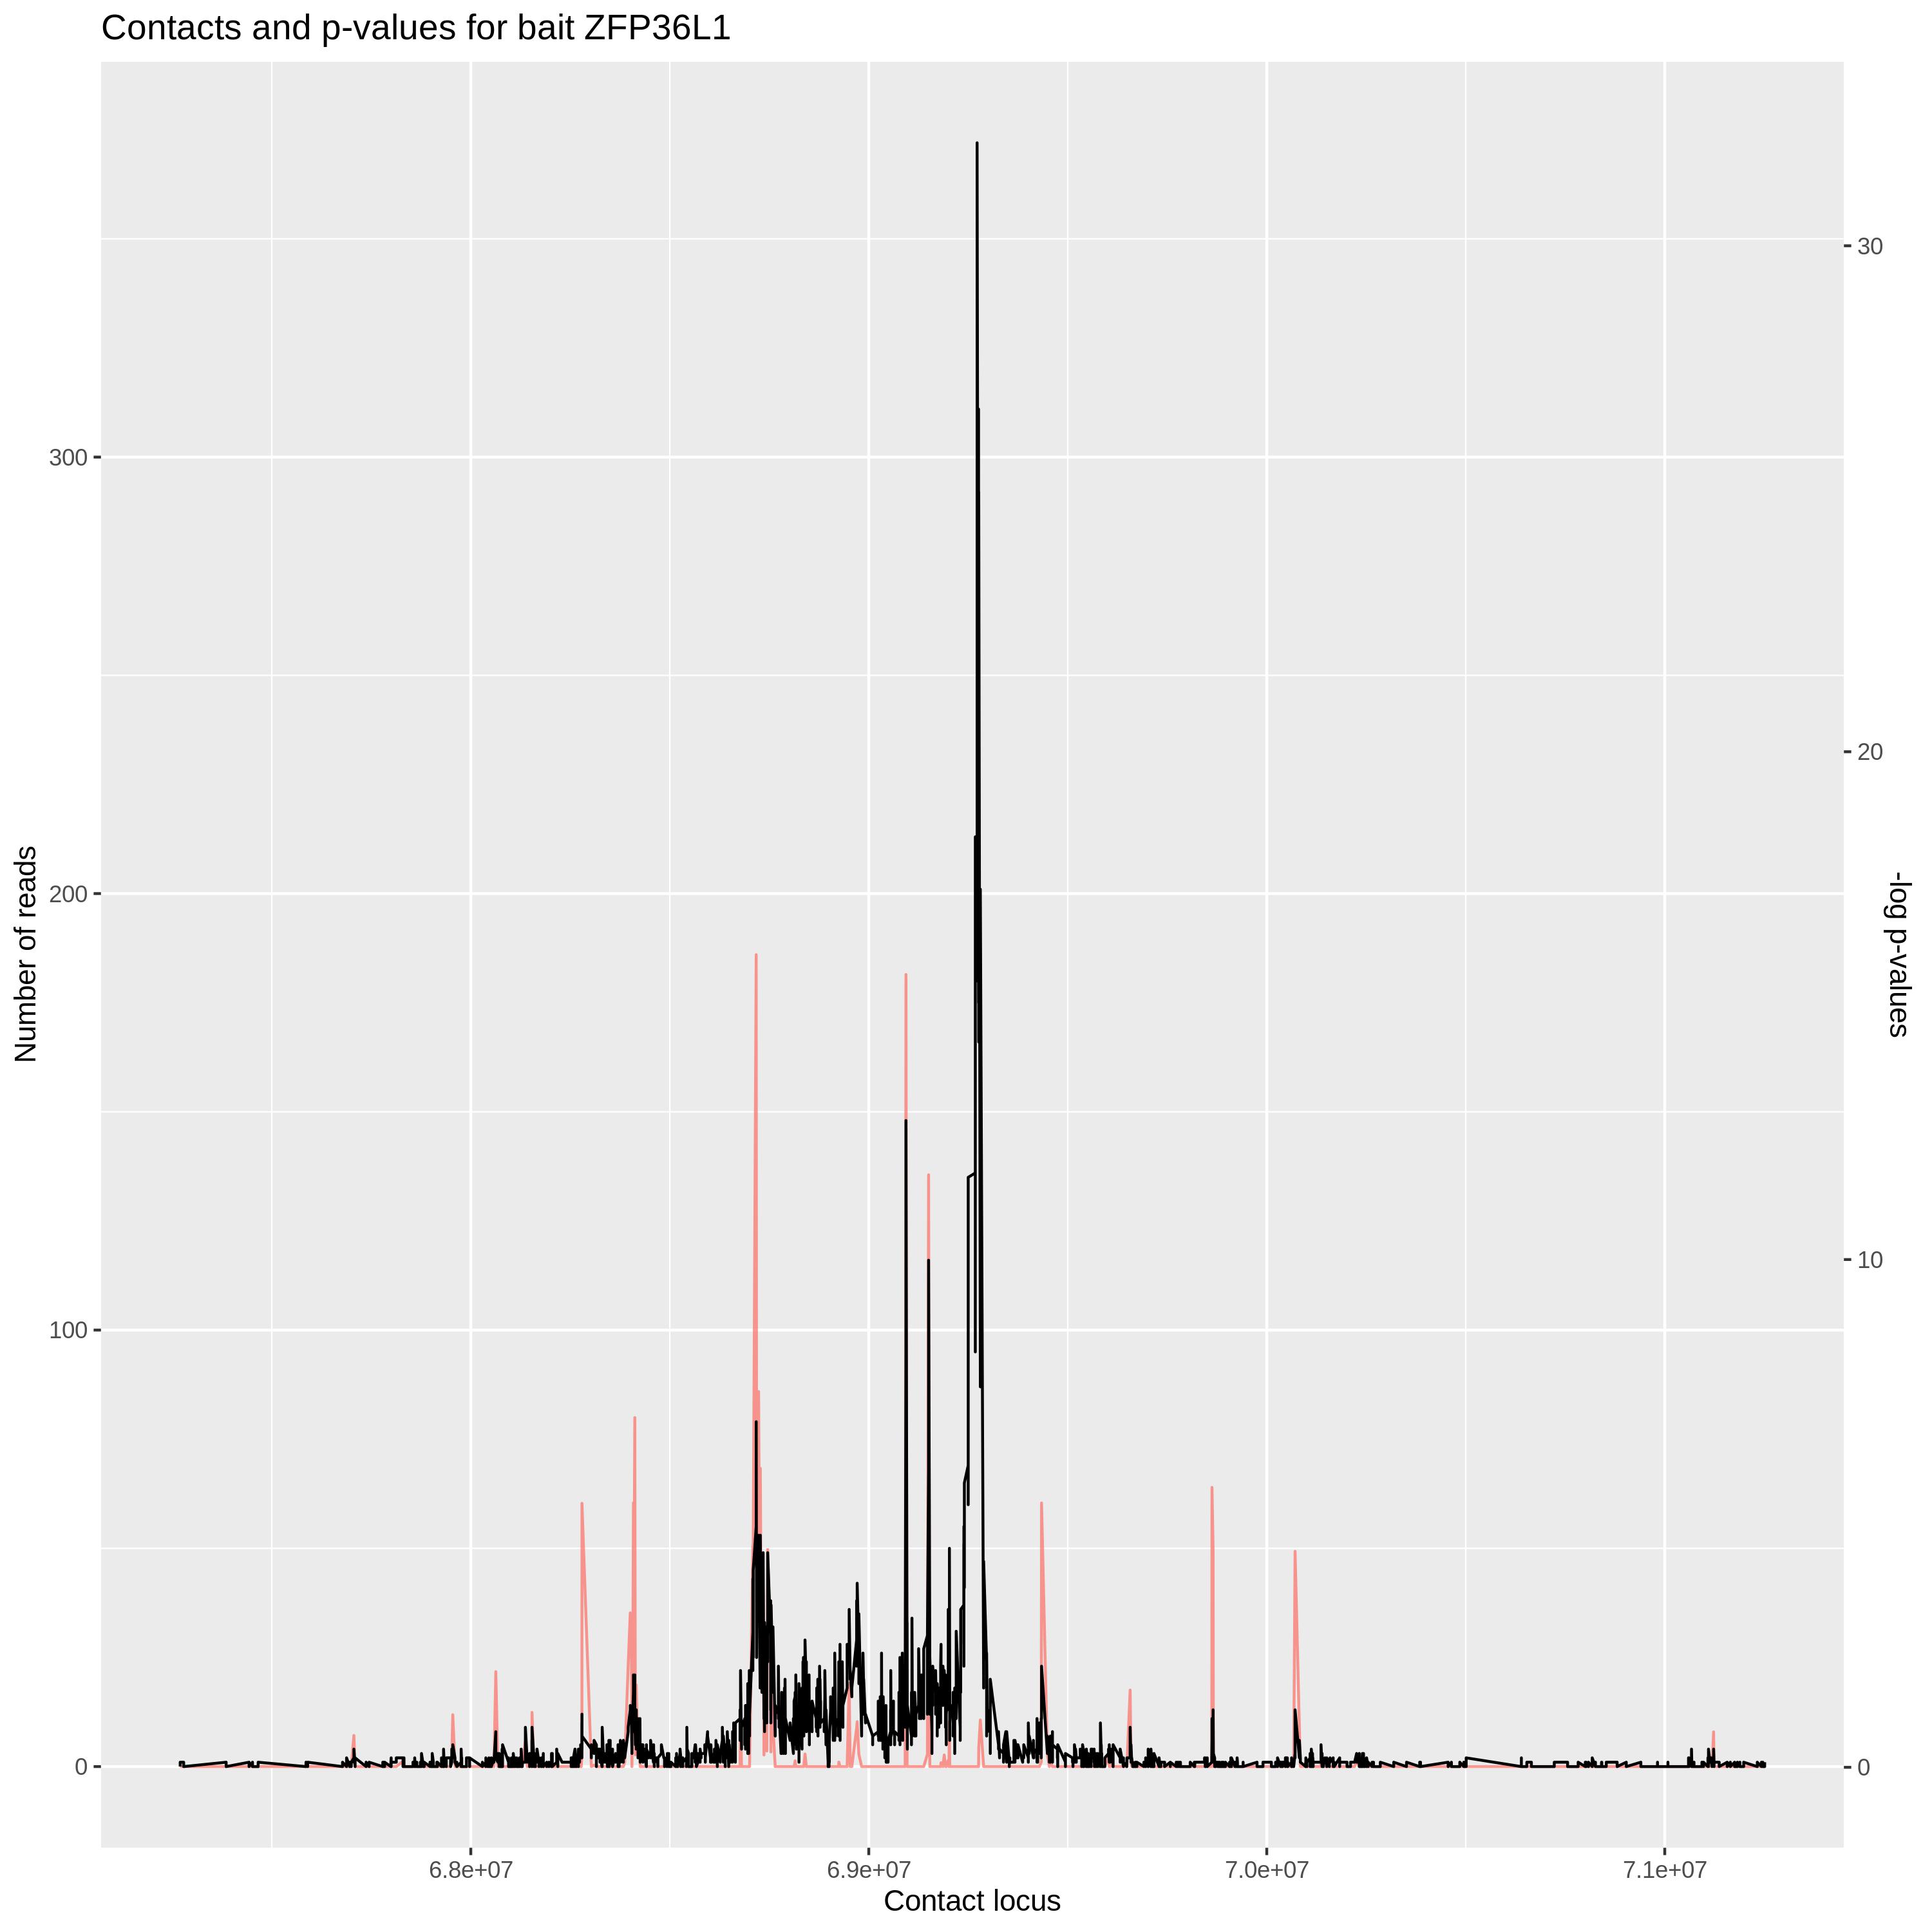 Contacts and p-values for bait ZFP36L1
300
200
100
0
Number of reads
30
20
10
0
-log p-values
6.8e+07
6.9e+07
7.0e+07
7.1e+07
Contact locus